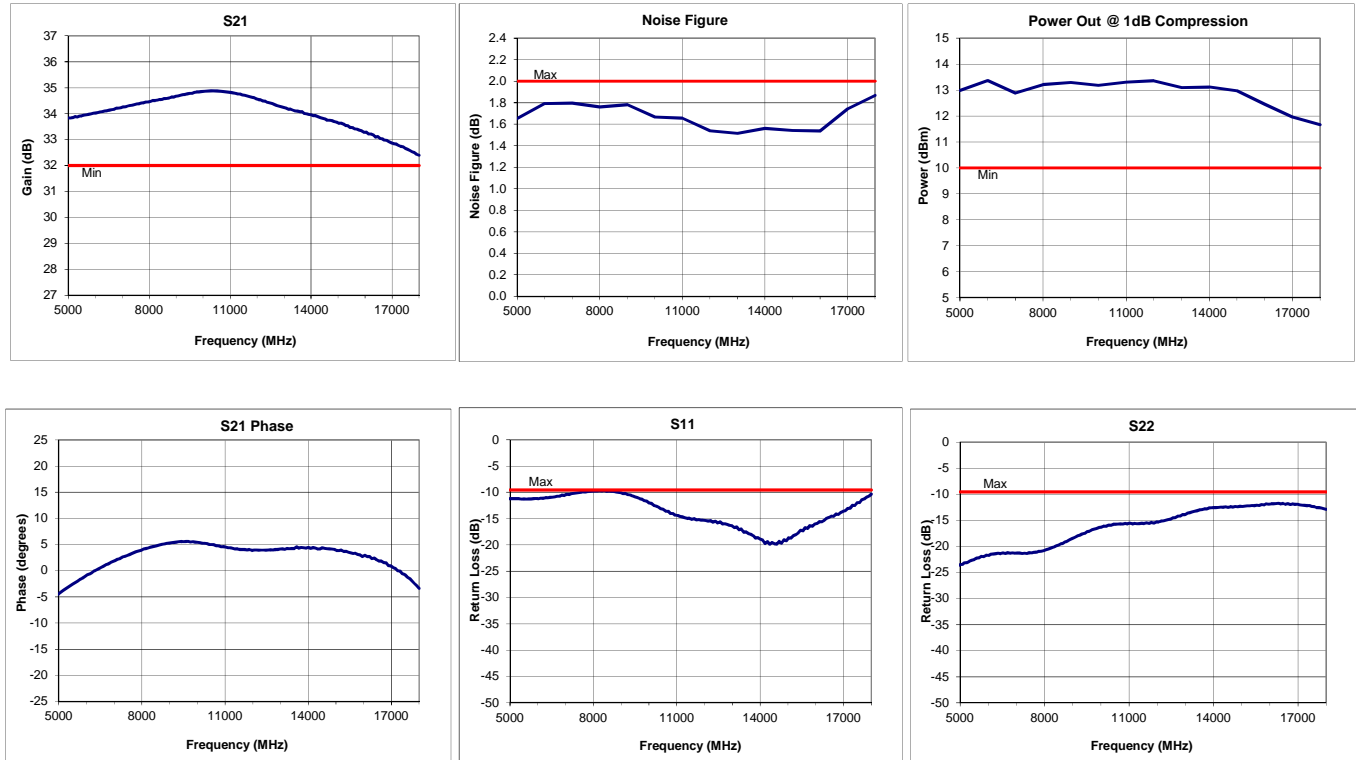 S21
37
36
35
34
33
32
31
30
29
28
27
Gain (dB)
Min
5000 8000 11000 14000 17000
Frequency (MHz)
Noise Figure
2.4
2.2
2.0
1.8
1.6
1.4
1.2
1.0
0.8
0.6
0.4
0.2
0.0
Noise Figure (dB)
Max
5000 8000 11000 14000 17000
Frequency (MHz)
Power Out @ 1dB Compression
15
14
13
12
11
10
9
8
7
6
5
Power (dBm)
Min
5000 8000 11000 14000 17000
Frequency (MHz)
S21 Phase
25
20
15
10
5
0
-5
-10
-15
-20
-25
Phase (degrees)
5000 8000 11000 14000 17000
Frequency (MHz)
S11
0
-5
-10
-15
-20
-25
-30
-35
-40
-45
-50
Return Loss (dB)
Max
5000 8000 11000 14000 17000
Frequency (MHz)
S22
0
-5
-10
-15
-20
-25
-30
-35
-40
-45
-50
Return Loss (dB)
Max
5000 8000 11000 14000 17000
Frequency (MHz)